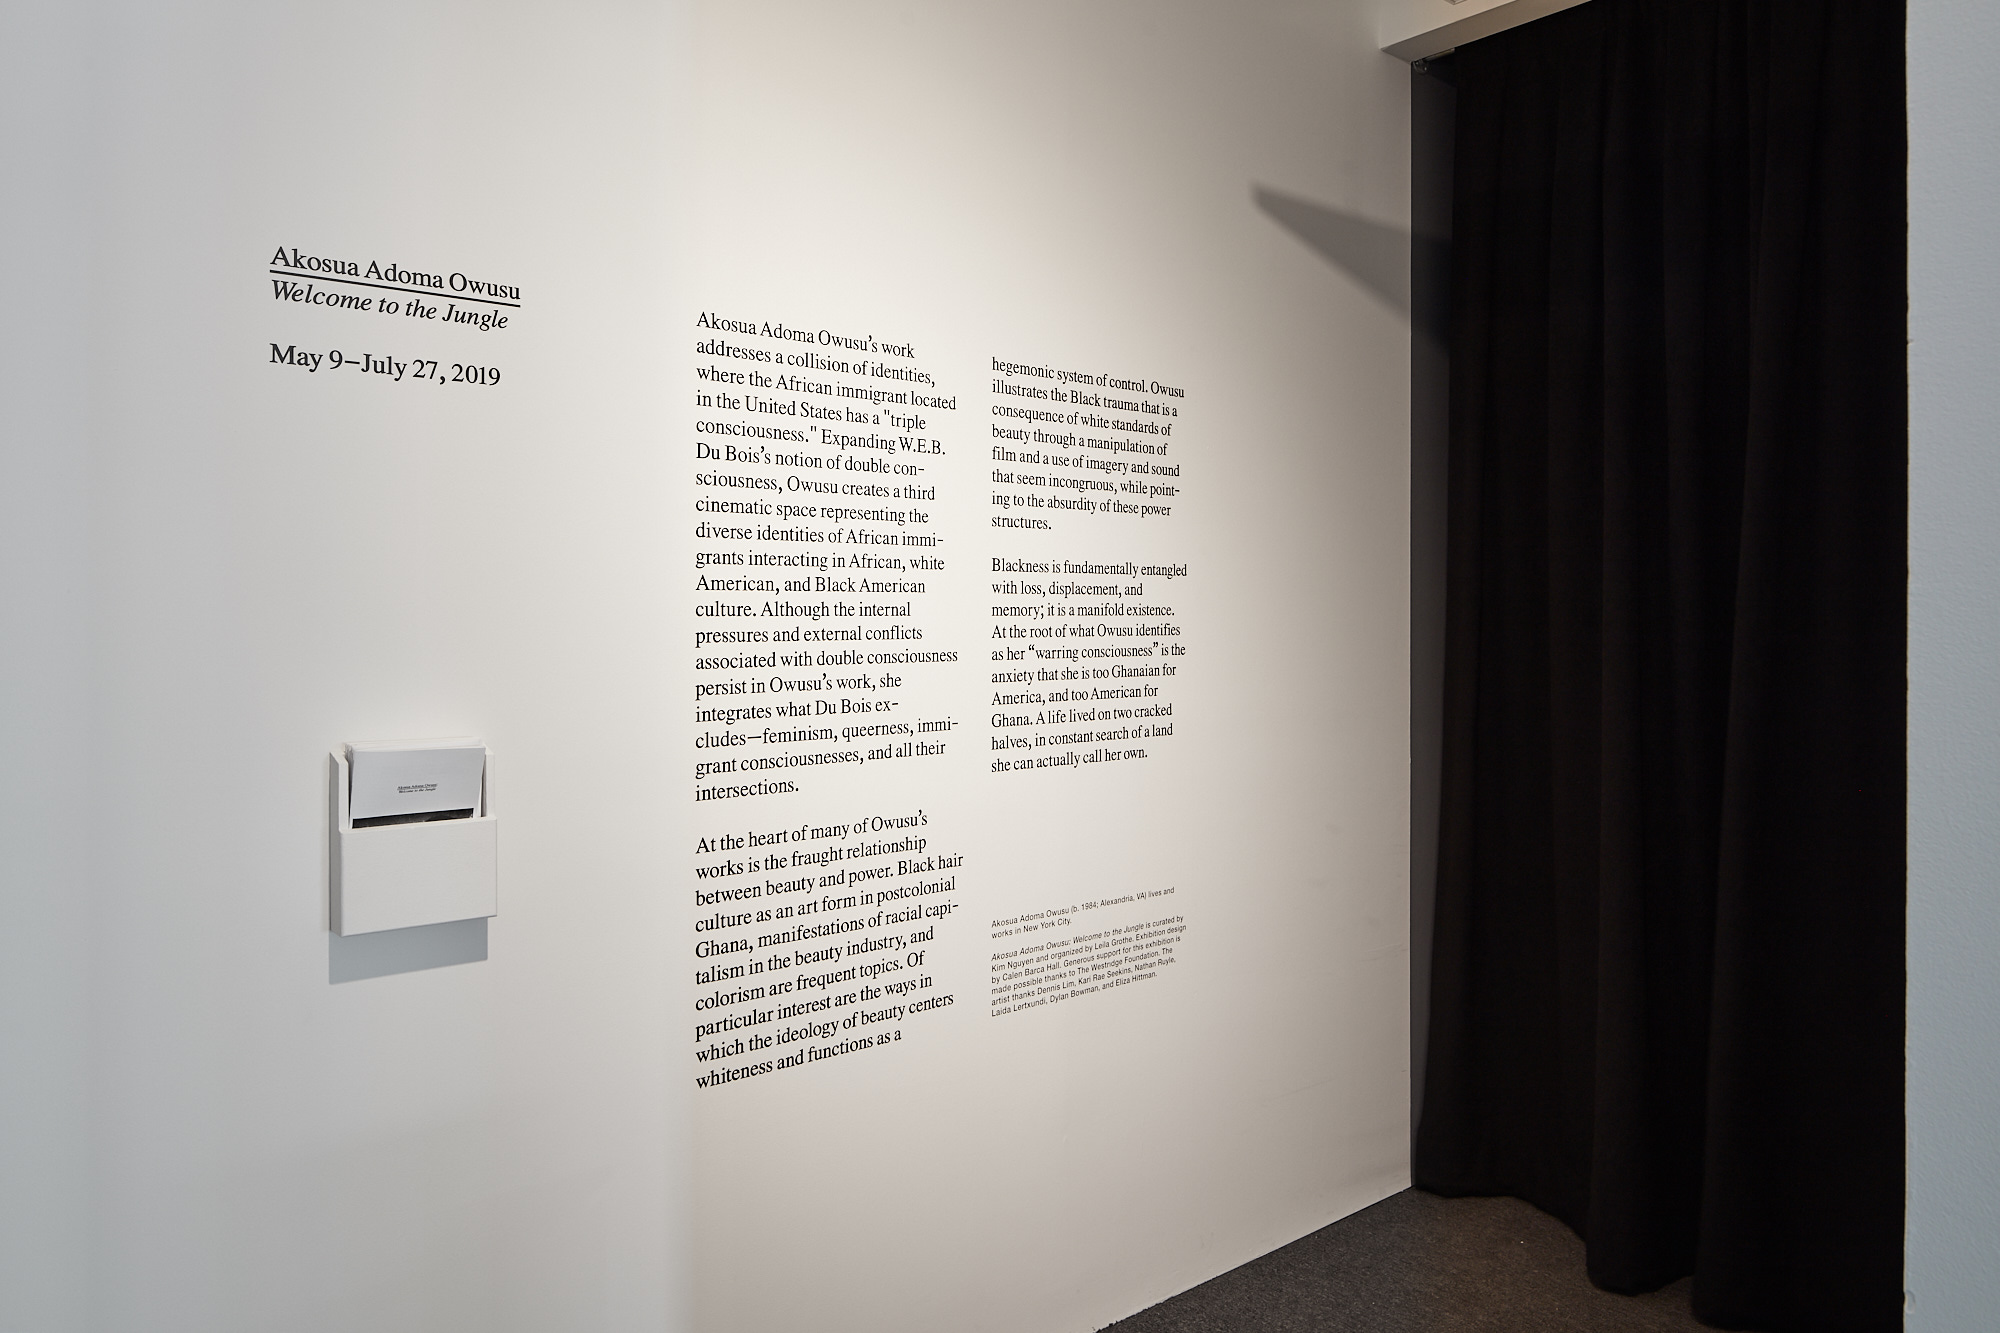 Akosua Adoma Owusu
Welcome to the Jungle
May 9–July 27, 2019
Akosua Adoma Owusu
Welcome to the Jungle
Akosua Adoma Owusu’s work
addresses a collision of identities,
where the African immigrant located
in the United States has a "triple
consciousness." Expanding W.E.B.
Du Bois’s notion of double con-
sciousness, Owusu creates a third
cinematic space representing the
diverse identities of African immi-
grants interacting in African, white
American, and Black American
culture. Although the internal
pressures and external conflicts
associated with double consciousness
persist in Owusu’s work, she
integrates what Du Bois ex-
cludes—feminism, queerness, immi-
grant consciousnesses, and all their
intersections.
At the heart of many of Owusu’s
works is the fraught relationship
between beauty and power. Black hair
culture as an art form in postcolonial
Ghana, manifestations of racial capi-
talism in the beauty industry, and
colorism are frequent topics. Of
particular interest are the ways in
which the ideology of beauty centers
whiteness and functions as a
hegemonic system of control. Owusu
illustrates the Black trauma that is a
consequence of white standards of
beauty through a manipulation of
film and a use of imagery and sound
that seem incongruous, while point-
ing to the absurdity of these power
structures.
Blackness is fundamentally entangled
with loss, displacement, and
memory; it is a manifold existence.
At the root of what Owusu identifies
as her “warring consciousness” is the
anxiety that she is too Ghanaian for
America, and too American for
Ghana. A life lived on two cracked
halves, in constant search of a land
she can actually call her own.
Akosua Adoma Owusu (b. 1984; Alexandria, VA) lives and
works in New York City.
Akosua Adoma Owusu: Welcome to the Jungle is curated by
Kim Nguyen and organized by Leila Grothe. Exhibition design
by Calen Barca Hall. Generous support for this exhibition is
made possible thanks to The Westridge Foundation. The
artist thanks Dennis Lim, Kari Rae Seekins, Nathan Ruyle,
Laida Lertxundi, Dylan Bowman, and Eliza Hittman.